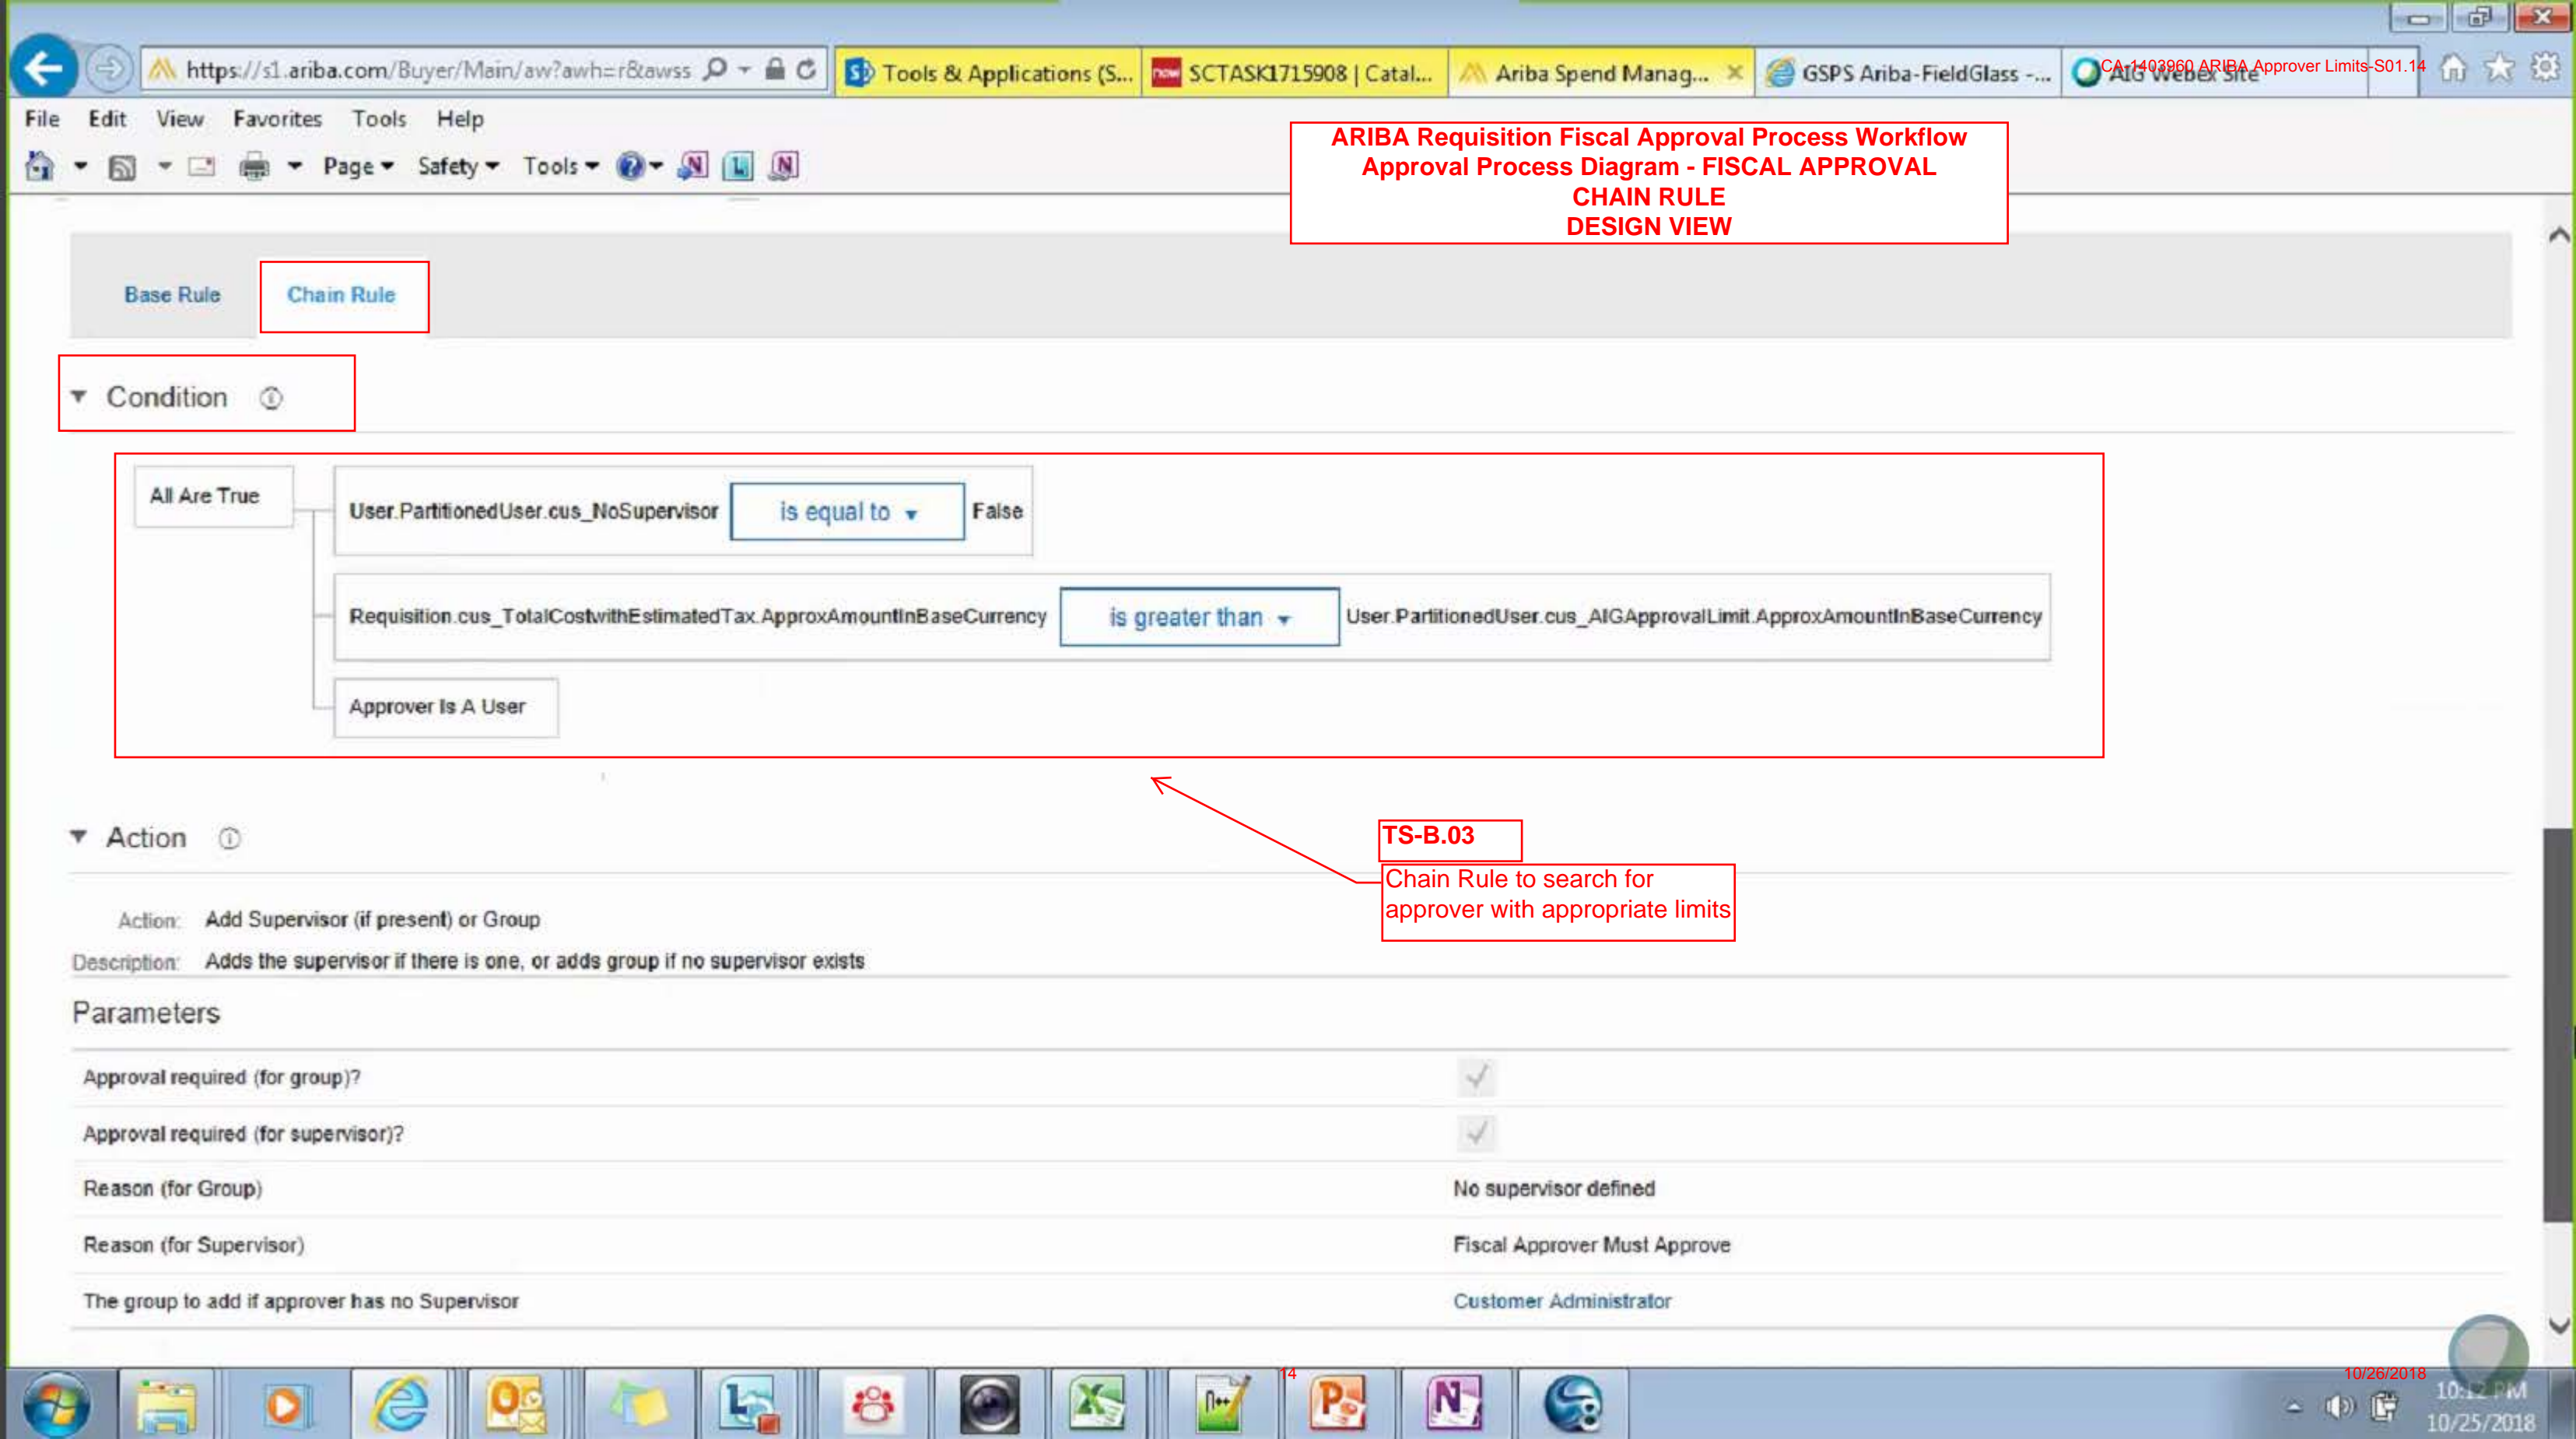 https://s1.ariba.com/Buyer/Main/aw?awh=r&awss
Tools & Applications (S...
SCTASK1715908 | Catal...
Ariba Spend Manag...
GSPS Ariba-FieldGlass -...
AIG Webex Site
CA-1403960 ARIBA Approver Limits-S01.14
File Edit View Favorites Tools Help
Page Safety Tools
ARIBA Requisition Fiscal Approval Process Workflow
Approval Process Diagram - FISCAL APPROVAL
CHAIN RULE
DESIGN VIEW
Base Rule Chain Rule
Condition
All Are True
User.PartitionedUser.cus_NoSupervisor is equal to False
Requisition.cus_TotalCostwithEstimatedTax.ApproxAmountInBaseCurrency is greater than User.PartitionedUser.cus_AIGApprovalLimit.ApproxAmountInBaseCurrency
Approver Is A User
Action
TS-B.03
Chain Rule to search for
approver with appropriate limits
Action: Add Supervisor (if present) or Group
Description: Adds the supervisor if there is one, or adds group if no supervisor exists
Parameters
Approval required (for group)?
Approval required (for supervisor)?
Reason (for Group) No supervisor defined
Reason (for Supervisor) Fiscal Approver Must Approve
The group to add if approver has no Supervisor Customer Administrator
14
10/26/2018
10:12 PM
10/25/2018